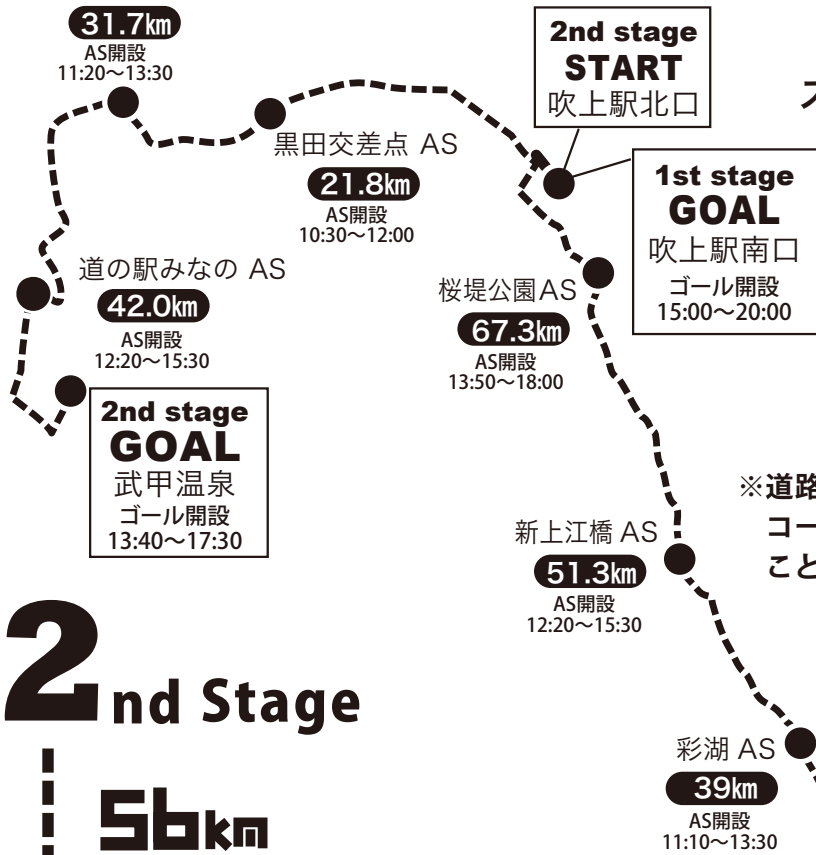 31.7km
AS開設
11:20〜13:30
2nd stage
START
吹上駅北口
黒田交差点 AS
21.8km
AS開設
10:30〜12:00
1st stage
GOAL
吹上駅南口
ゴール開設
15:00〜20:00
道の駅みなの AS
42.0km
AS開設
12:20〜15:30
桜堤公園AS
67.3km
AS開設
13:50〜18:00
2nd stage
GOAL
武甲温泉
ゴール開設
13:40〜17:30
※道路
コー
こと
新上江橋 AS
51.3km
AS開設
12:20〜15:30
2nd Stage
56km
彩湖 AS
39km
AS開設
11:10〜13:30